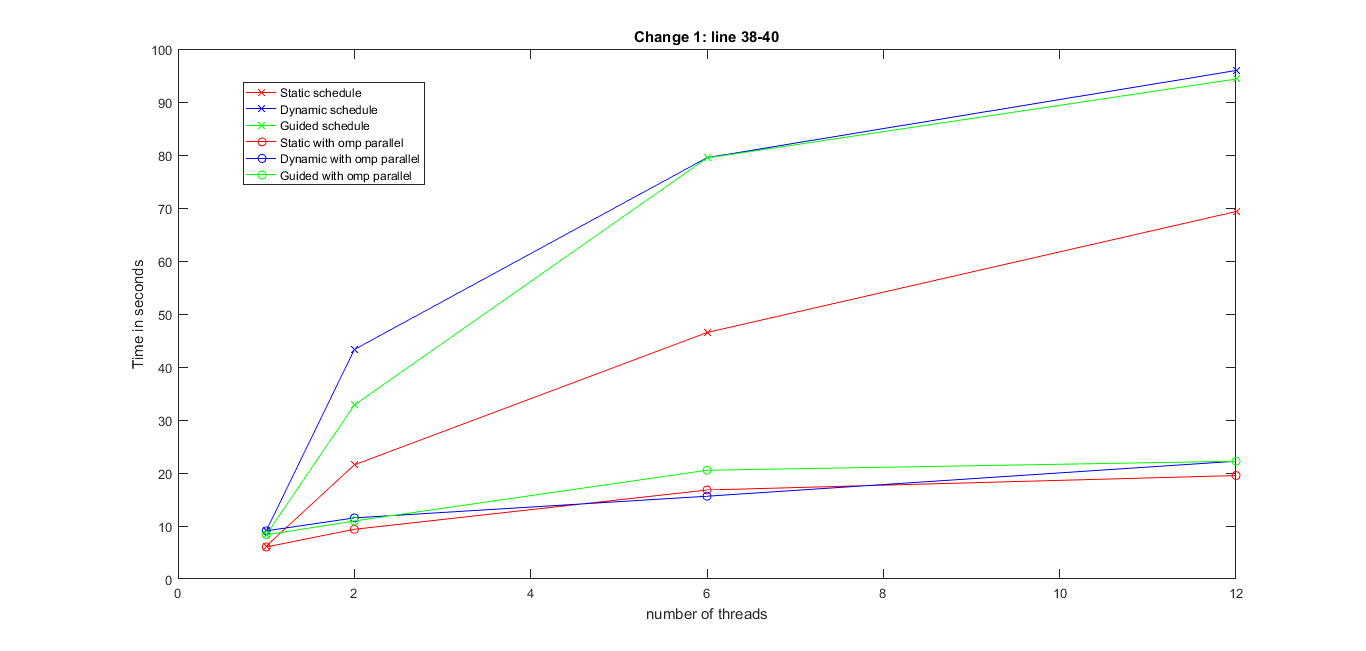 Change 1: line 38-40
100
90
80
70
60
50
40
30
20
10
0
Time in seconds
Static schedule
Dynamic schedule
Guided schedule
Static with omp parallel
Dynamic with omp parallel
Guided with omp parallel
0 2 4 6 8 10 12
number of threads